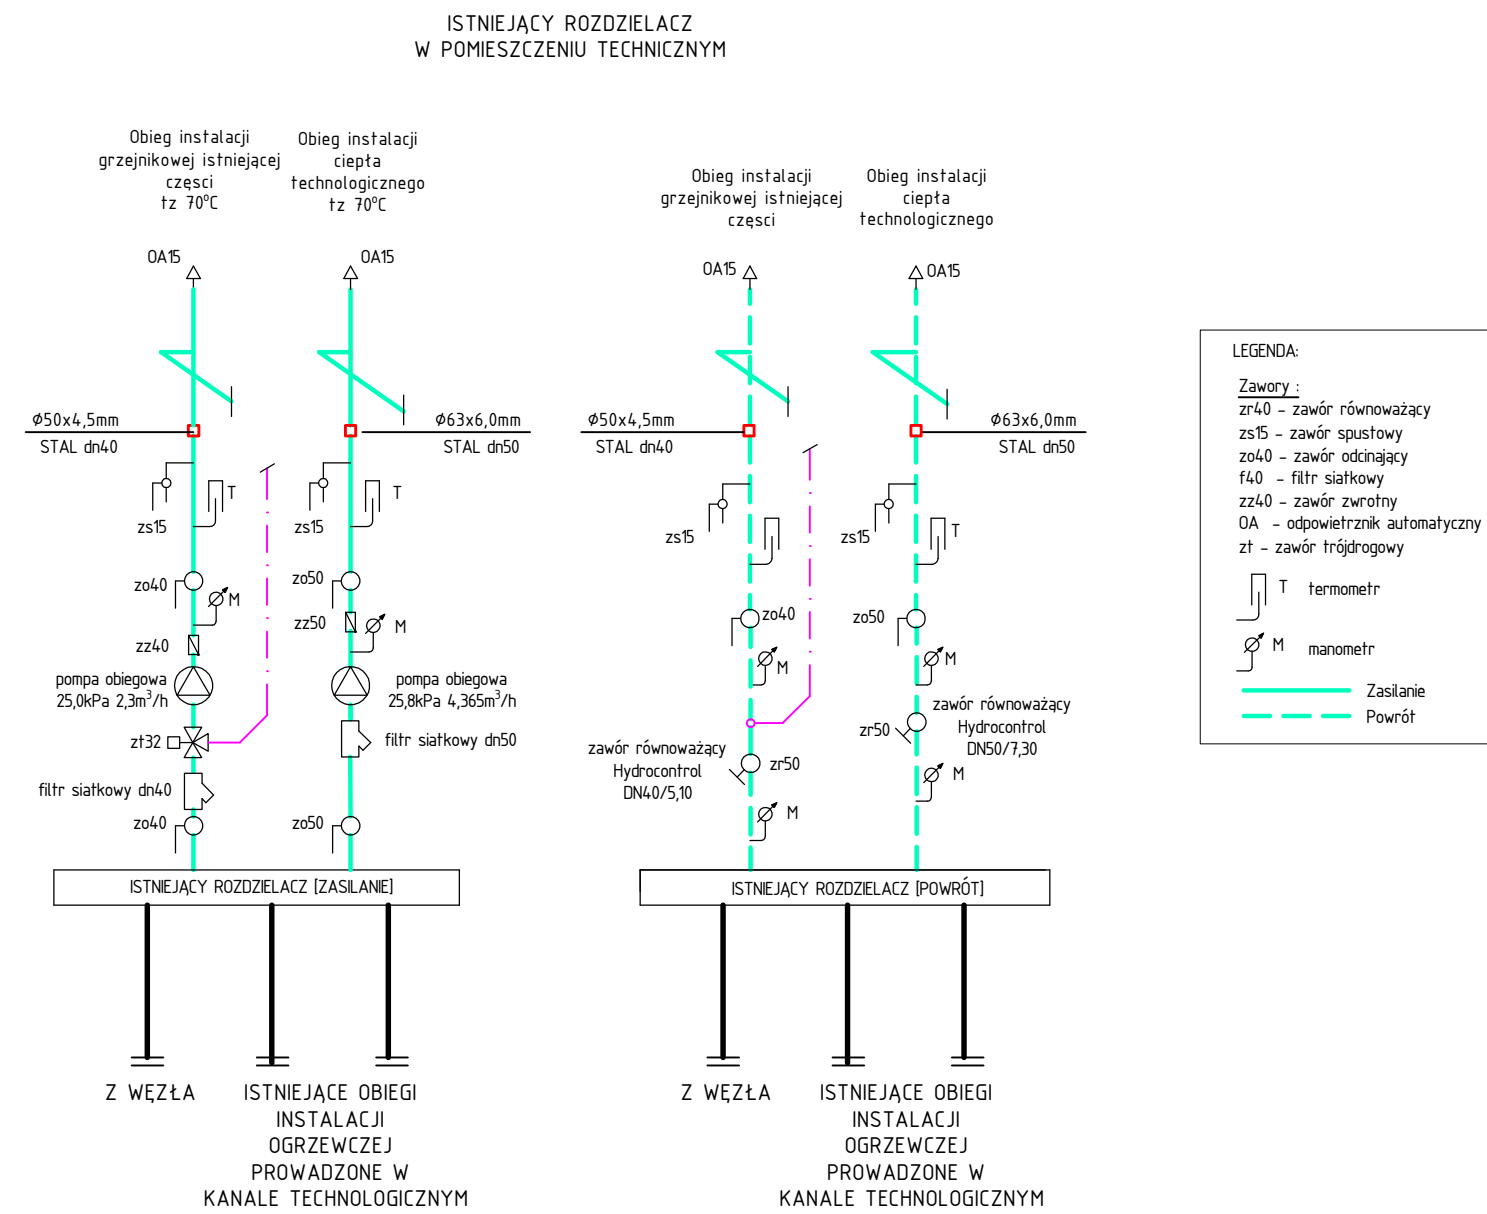 ISTNIEJĄCY ROZDZIELACZ
W POMIESZCZENIU TECHNICZNYM
Obieg instalacji
grzejnikowej istniejącej
częsci
tz 70°C
Obieg instalacji
ciepła
technologicznego
tz 70°C
Obieg instalacji
grzejnikowej istniejącej
częsci
Obieg instalacji
ciepła
technologicznego
OA15
OA15
OA15
OA15
Ø50x4,5mm
STAL dn40
Ø63x6,0mm
STAL dn50
Ø50x4,5mm
STAL dn40
Ø63x6,0mm
STAL dn50
zs15
T
zs15
T
zs15
zs15
T
zo40
M
zz40
pompa obiegowa
25,0kPa 2,3m³/h
zt32
filtr siatkowy dn40
zo40
zo50
zz50
M
pompa obiegowa
25,8kPa 4,365m³/h
filtr siatkowy dn50
zo50
zo40
M
zawór równoważący
Hydrocontrol
DN40/5,10
zr50
M
zo50
M
zawór równoważący
Hydrocontrol
DN50/7,30
zr50
M
ISTNIEJĄCY ROZDZIELACZ [ZASILANIE]
ISTNIEJĄCY ROZDZIELACZ [POWRÓT]
Z WĘZŁA
ISTNIEJĄCE OBIEGI
INSTALACJI
OGRZEWCZEJ
PROWADZONE W
KANALE TECHNOLOGICZNYM
Z WĘZŁA
ISTNIEJĄCE OBIEGI
INSTALACJI
OGRZEWCZEJ
PROWADZONE W
KANALE TECHNOLOGICZNYM
LEGENDA:
Zawory :
zr40 - zawór równoważący
zs15 - zawór spustowy
zo40 - zawór odcinający
f40 - filtr siatkowy
zz40 - zawór zwrotny
OA - odpowietrznik automatyczny
zt - zawór trójdrogowy
T termometr
M manometr
Zasilanie
Powrót